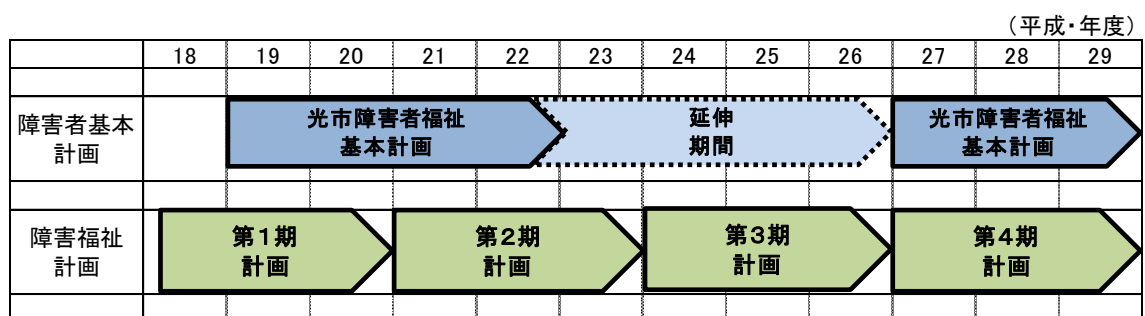 （平成・年度）
18 19 20 21 22 23 24 25 26 27 28 29
障害者基本
計画
光市障害者福祉
基本計画
延伸
期間
光市障害者福祉
基本計画
障害福祉
計画
第1期
計画
第2期
計画
第3期
計画
第4期
計画